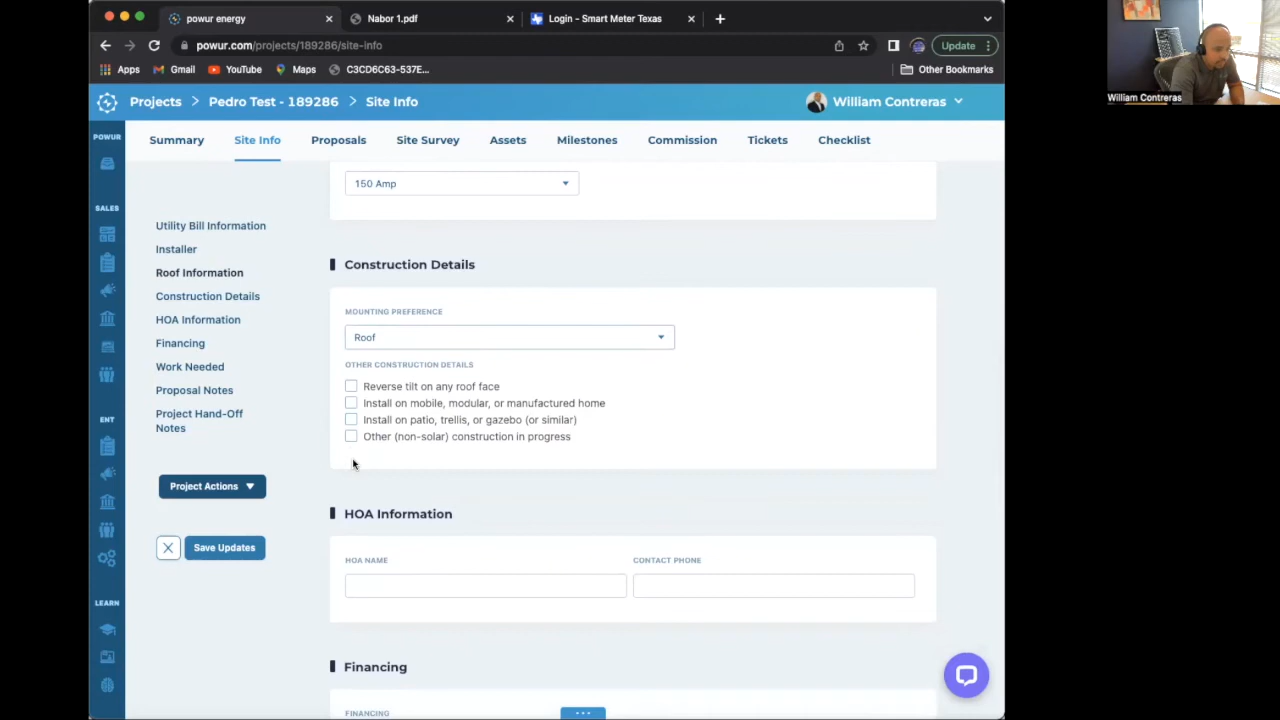 powur energy
Nabor 1.pdf
Login - Smart Meter Texas
powur.com/projects/189286/site-info
Update
Apps
Gmail
YouTube
Maps
C3CD6C63-537E...
Other Bookmarks
Projects > Pedro Test - 189286 > Site Info
William Contreras
Summary
Site Info
Proposals
Site Survey
Assets
Milestones
Commission
Tickets
Checklist
POWUR
SALES
ENT
LEARN
Utility Bill Information
Installer
Roof Information
Construction Details
HOA Information
Financing
Work Needed
Proposal Notes
Project Hand-Off
Notes
Project Actions
Save Updates
150 Amp
Construction Details
MOUNTING PREFERENCE
Roof
OTHER CONSTRUCTION DETAILS
Reverse tilt on any roof face
Install on mobile, modular, or manufactured home
Install on patio, trellis, or gazebo (or similar)
Other (non-solar) construction in progress
HOA Information
HOA NAME
CONTACT PHONE
Financing
FINANCING
William Contreras